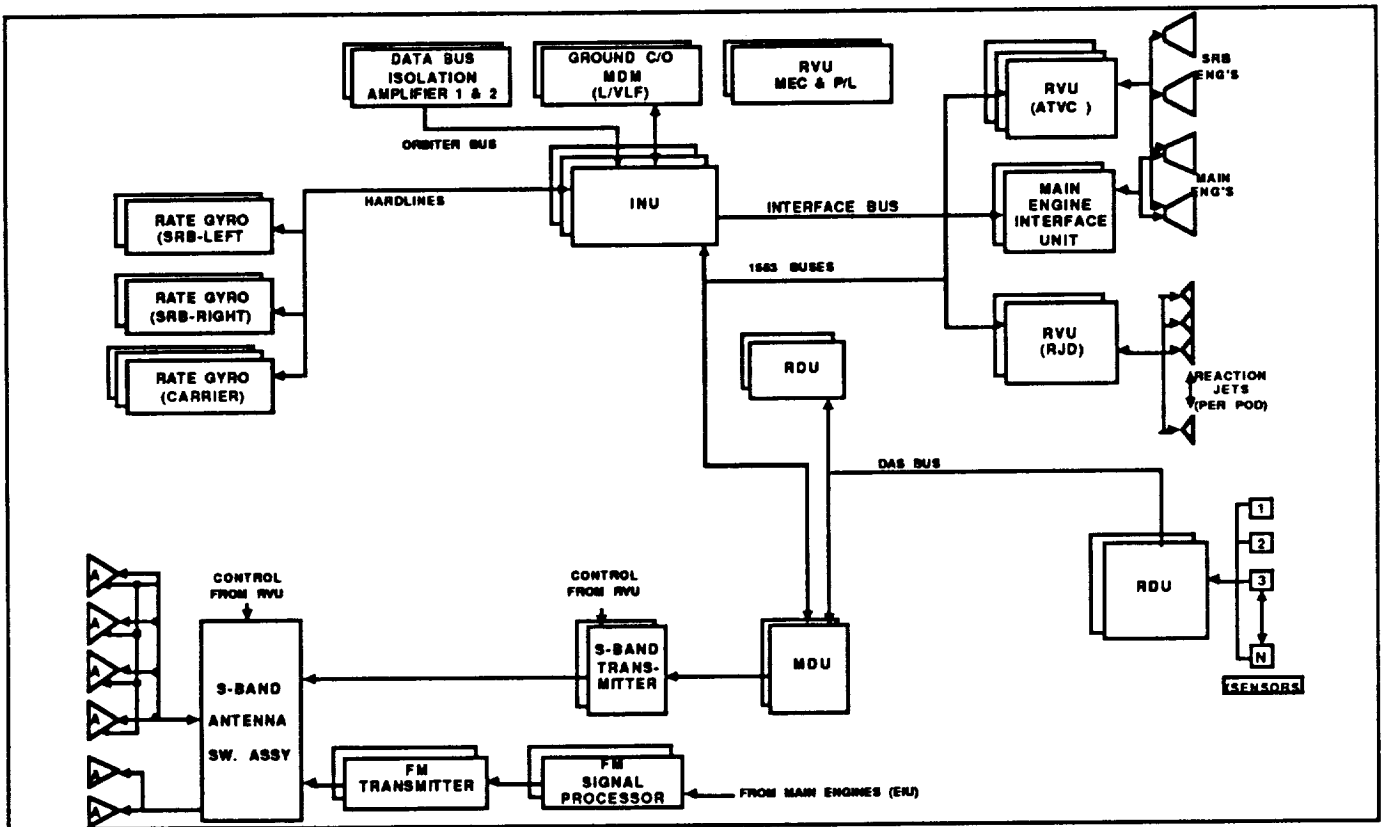 DATA BUS
ISOLATION
AMPLIFIER 1 & 2
GROUND C/O
MDM
(L/VLF)
RVU
MEC & P/L
RVU
(ATVC )
SRB
ENG'S
ORBITER BUS
HARDLINES
INU
INTERFACE BUS
MAIN
ENGINE
INTERFACE
UNIT
MAIN
ENG'S
RATE GYRO
(SRB-LEFT
RATE GYRO
(SRB-RIGHT)
RATE GYRO
(CARRIER)
1553 BUSES
RVU
(RJD)
REACTION
JETS
(PER POD)
RDU
DAS BUS
RDU
1
2
3
N
SENSORS
A
A
A
A
A
A
CONTROL
FROM RVU
S-BAND
ANTENNA
SW. ASSY
CONTROL
FROM RVU
S-BAND
TRANS-
MITTER
MDU
FM
TRANSMITTER
FM
SIGNAL
PROCESSOR
FROM MAIN ENGINES (EIU)